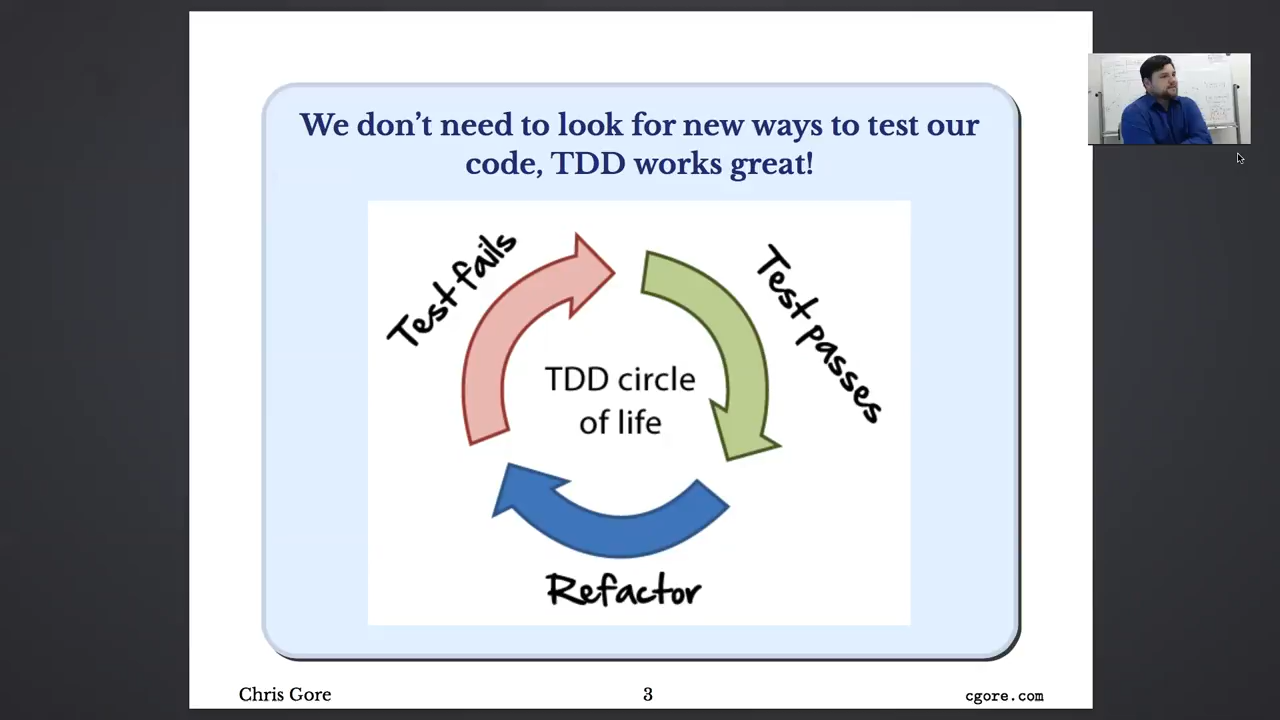 We don't need to look for new ways to test our
code, TDD works great!
Test fails
Test passes
TDD circle
of life
Refactor
Chris Gore
3
cgore.com